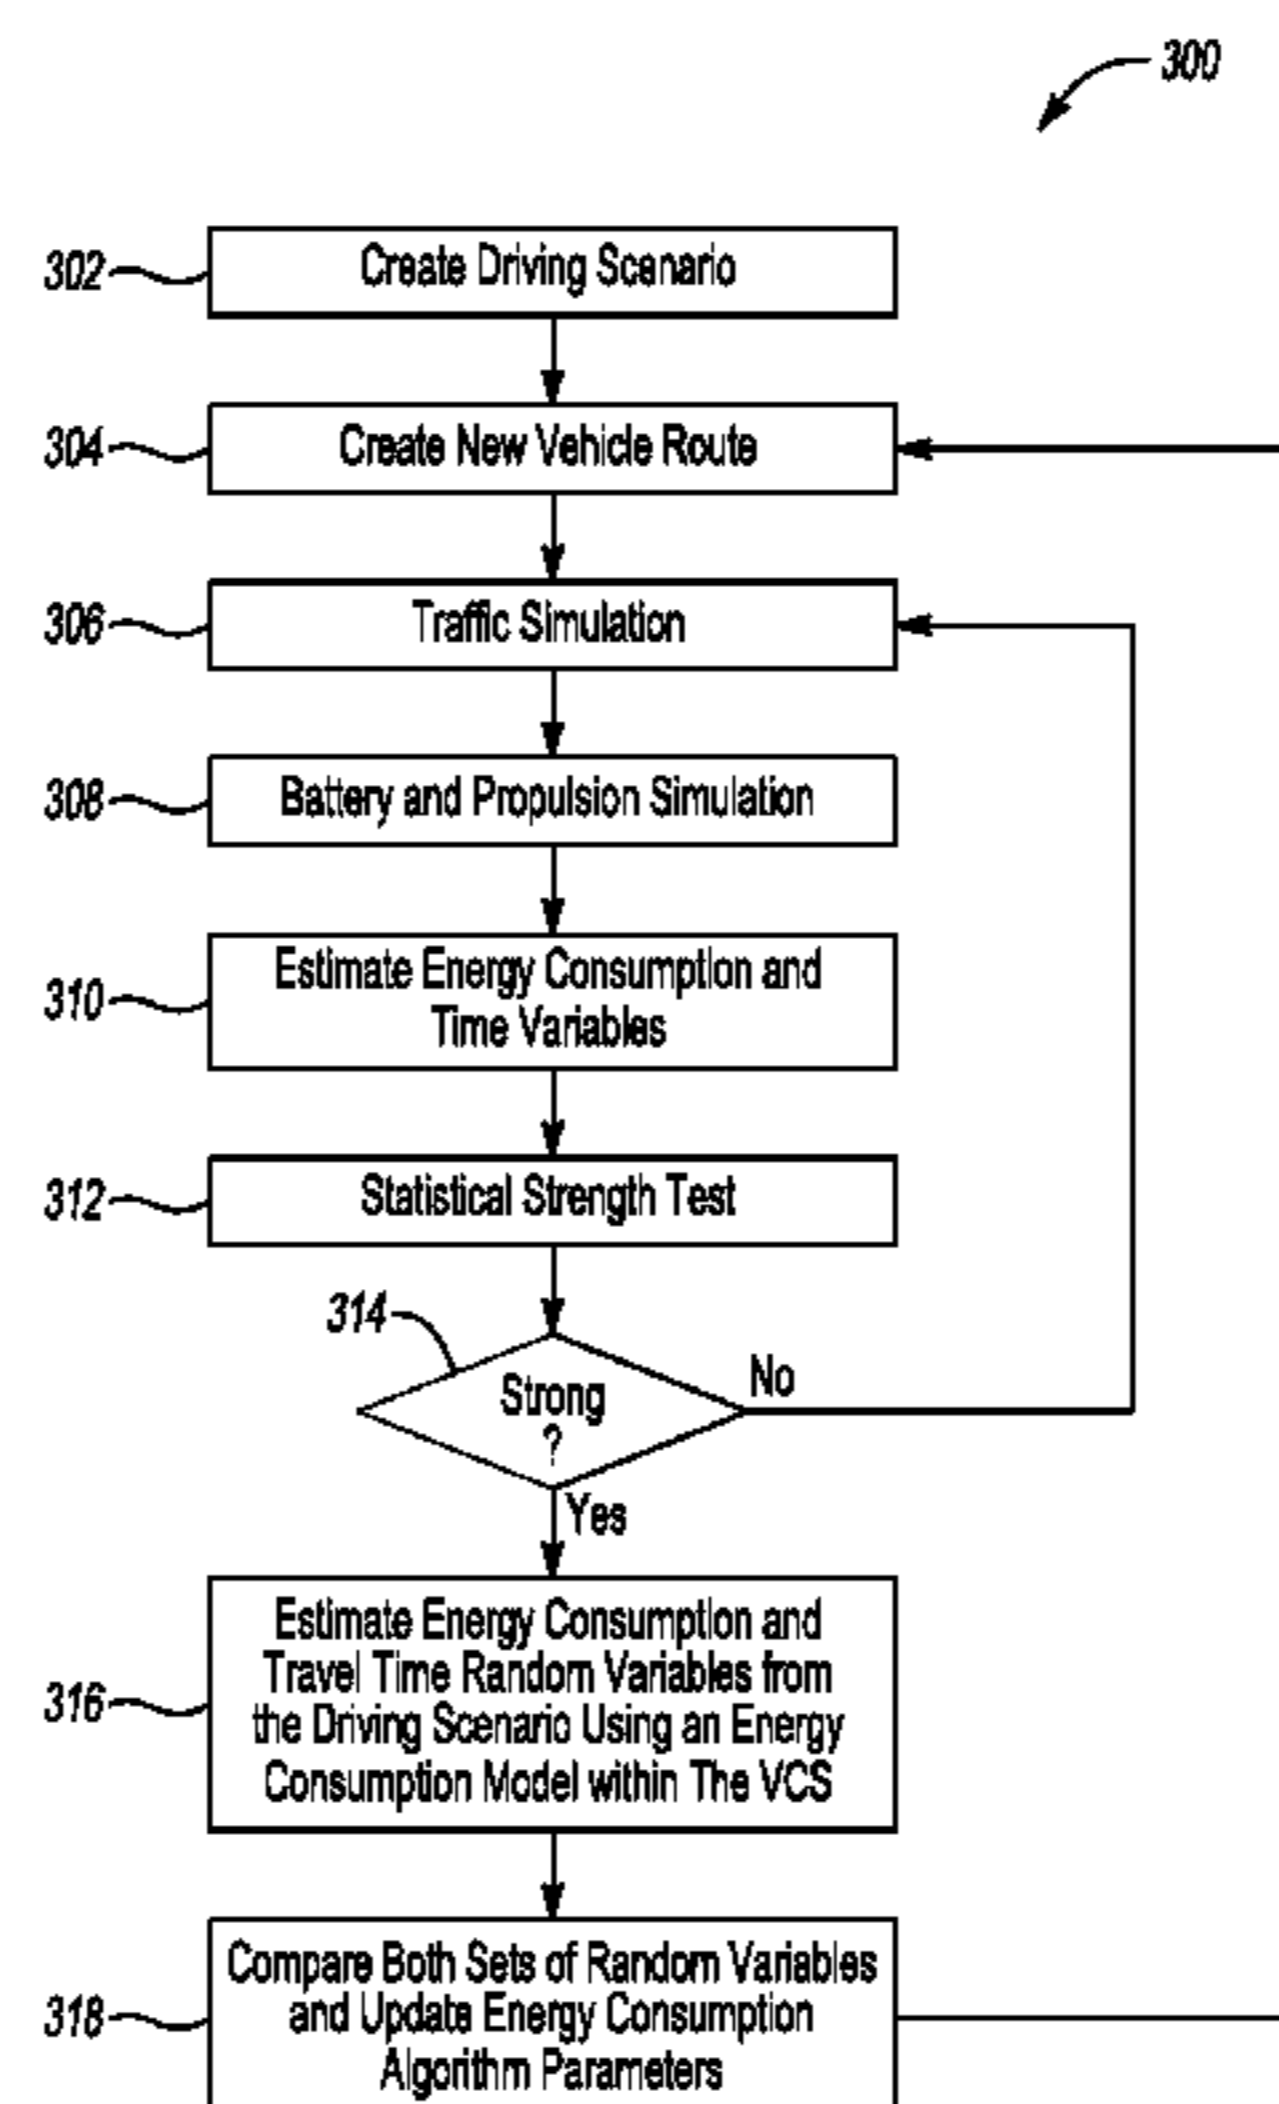 300
302
Create Driving Scenario
304
Create New Vehicle Route
306
Traffic Simulation
308
Battery and Propulsion Simulation
310
Estimate Energy Consumption and
Time Variables
312
Statistical Strength Test
314
Strong
?
No
Yes
316
Estimate Energy Consumption and
Travel Time Random Variables from
the Driving Scenario Using an Energy
Consumption Model within The VCS
318
Compare Both Sets of Random Variables
and Update Energy Consumption
Algorithm Parameters